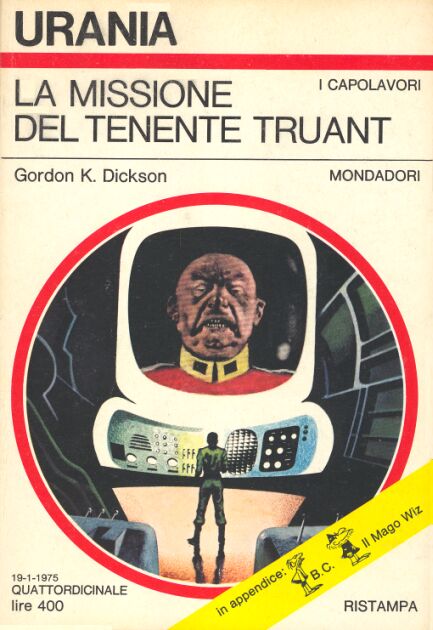 URANIA
LA MISSIONE
DEL TENENTE TRUANT
I CAPOLAVORI
Gordon K. Dickson
MONDADORI
19-1-1975
QUATTORDICINALE
lire 400
in appendice: B.C. Il Mago Wiz
RISTAMPA